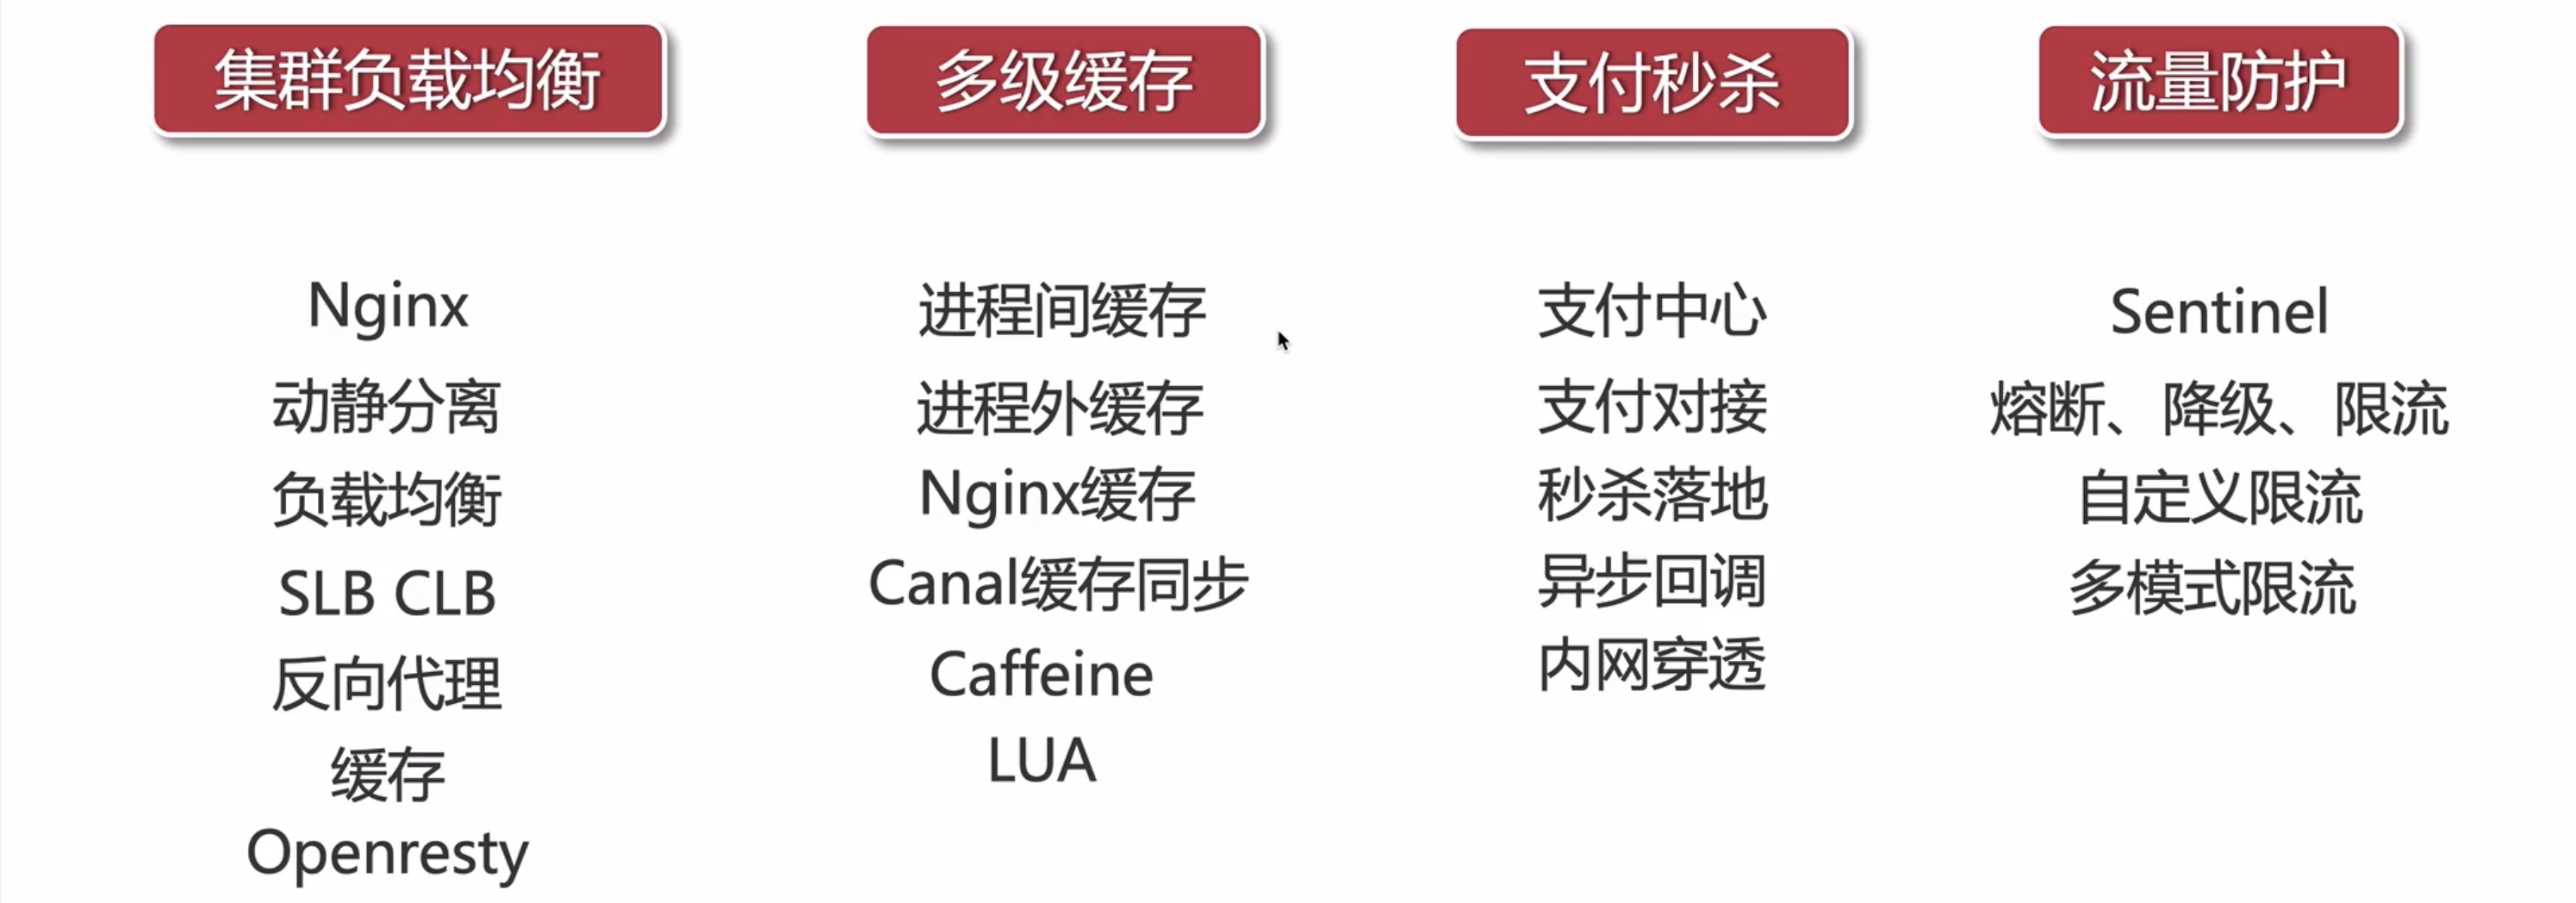 集群负载均衡
Nginx
动静分离
负载均衡
SLB CLB
反向代理
缓存
Openresty
多级缓存
进程间缓存
进程外缓存
Nginx缓存
Canal缓存同步
Caffeine
LUA
支付秒杀
支付中心
支付对接
秒杀落地
异步回调
内网穿透
流量防护
Sentinel
熔断、降级、限流
自定义限流
多模式限流